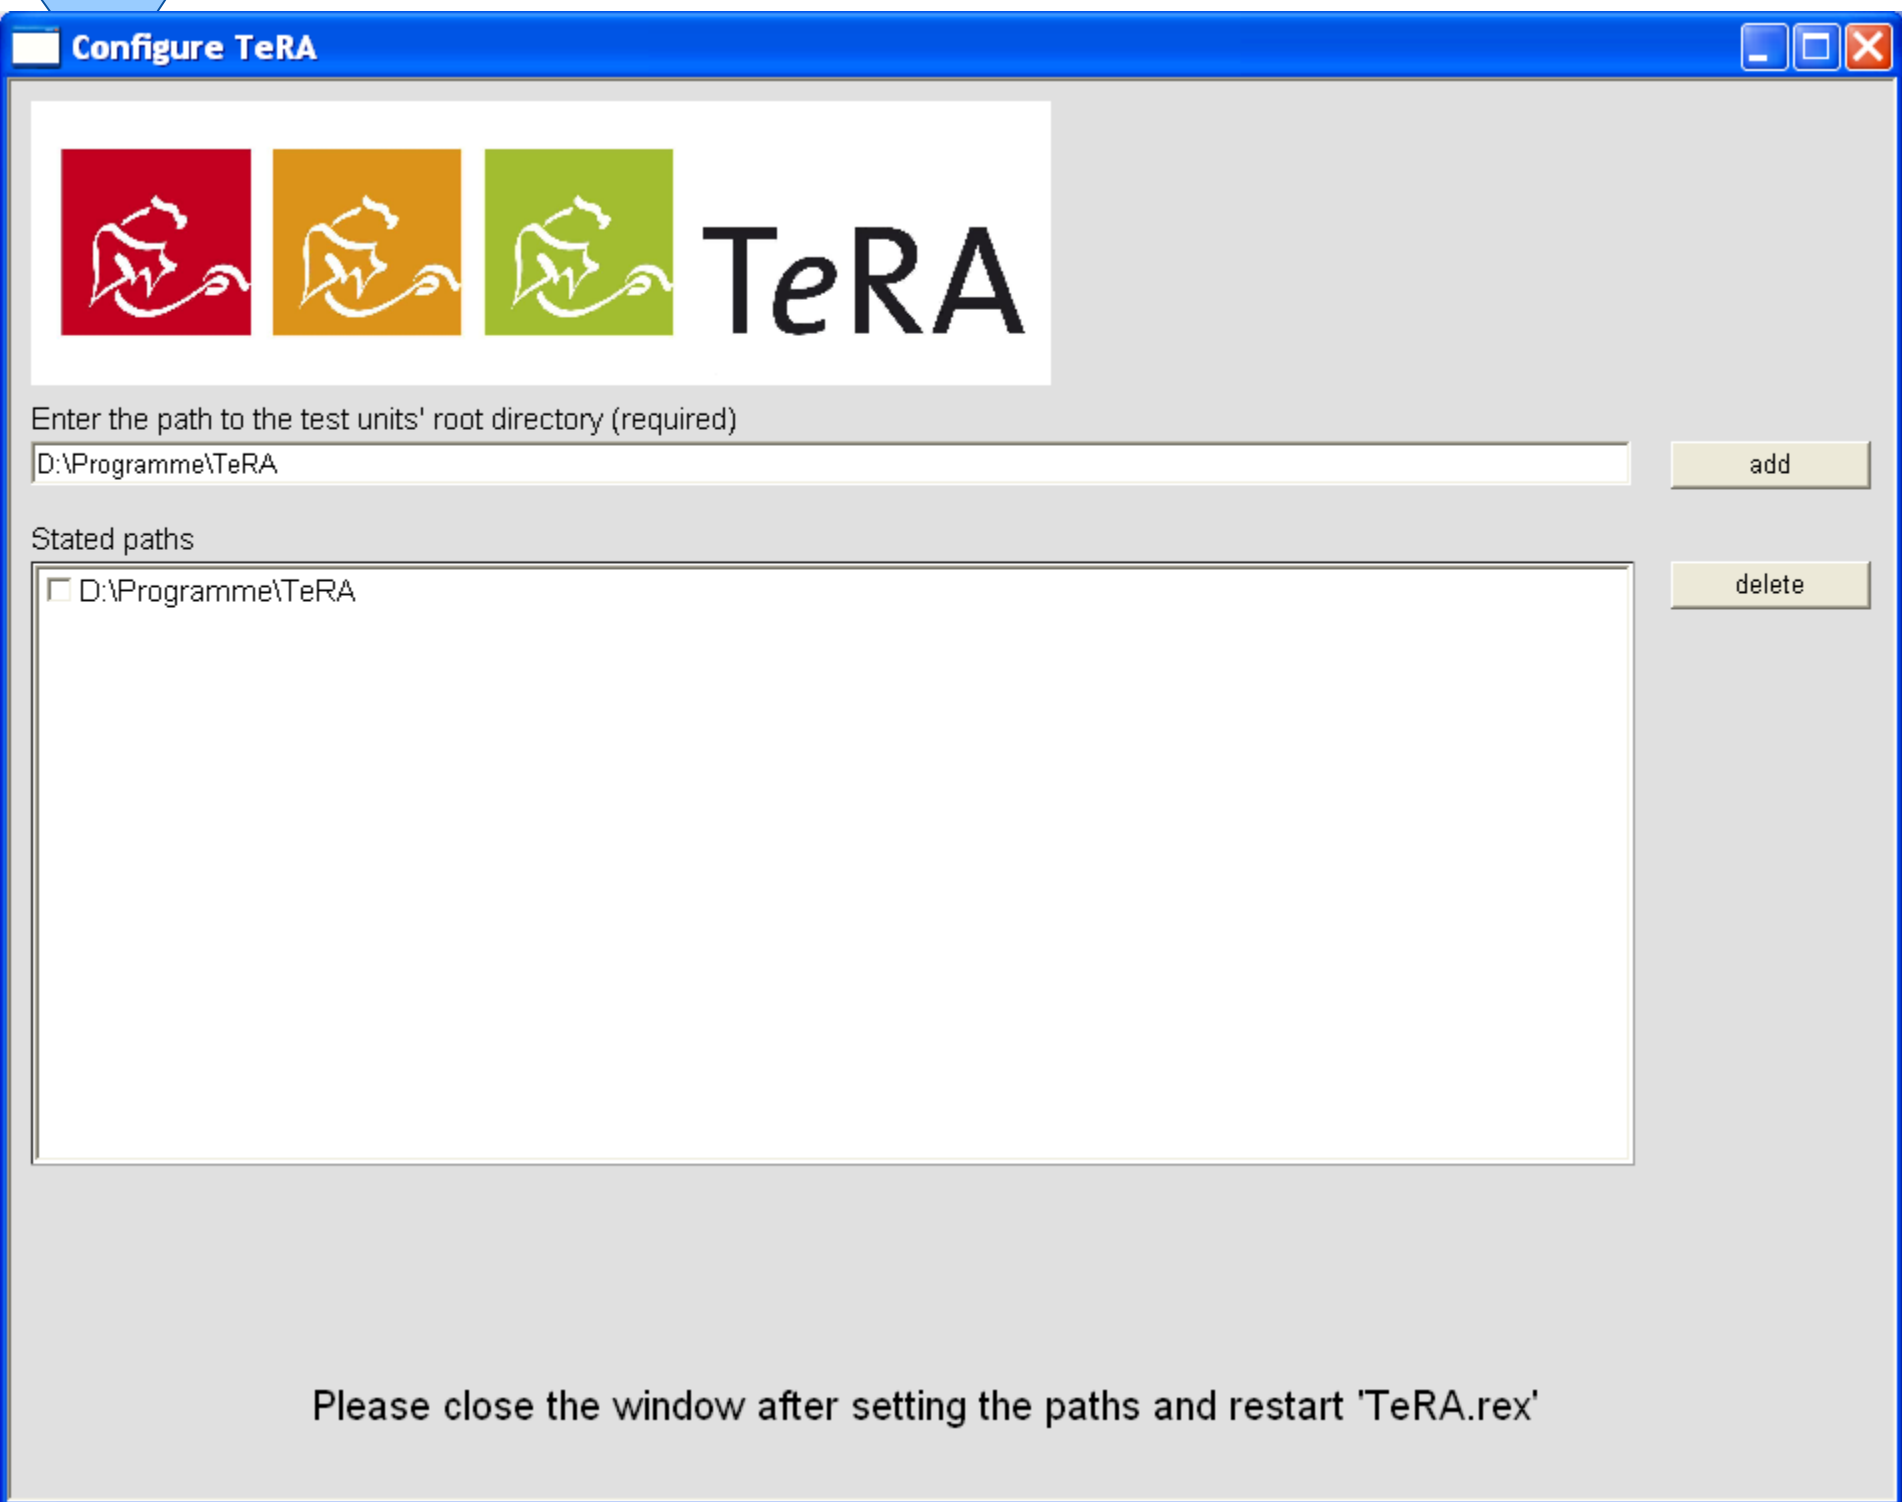 Configure TeRA
TeRA
Enter the path to the test units' root directory (required)
D:\Programme\TeRA
add
Stated paths
D:\Programme\TeRA
delete
Please close the window after setting the paths and restart 'TeRA.rex'